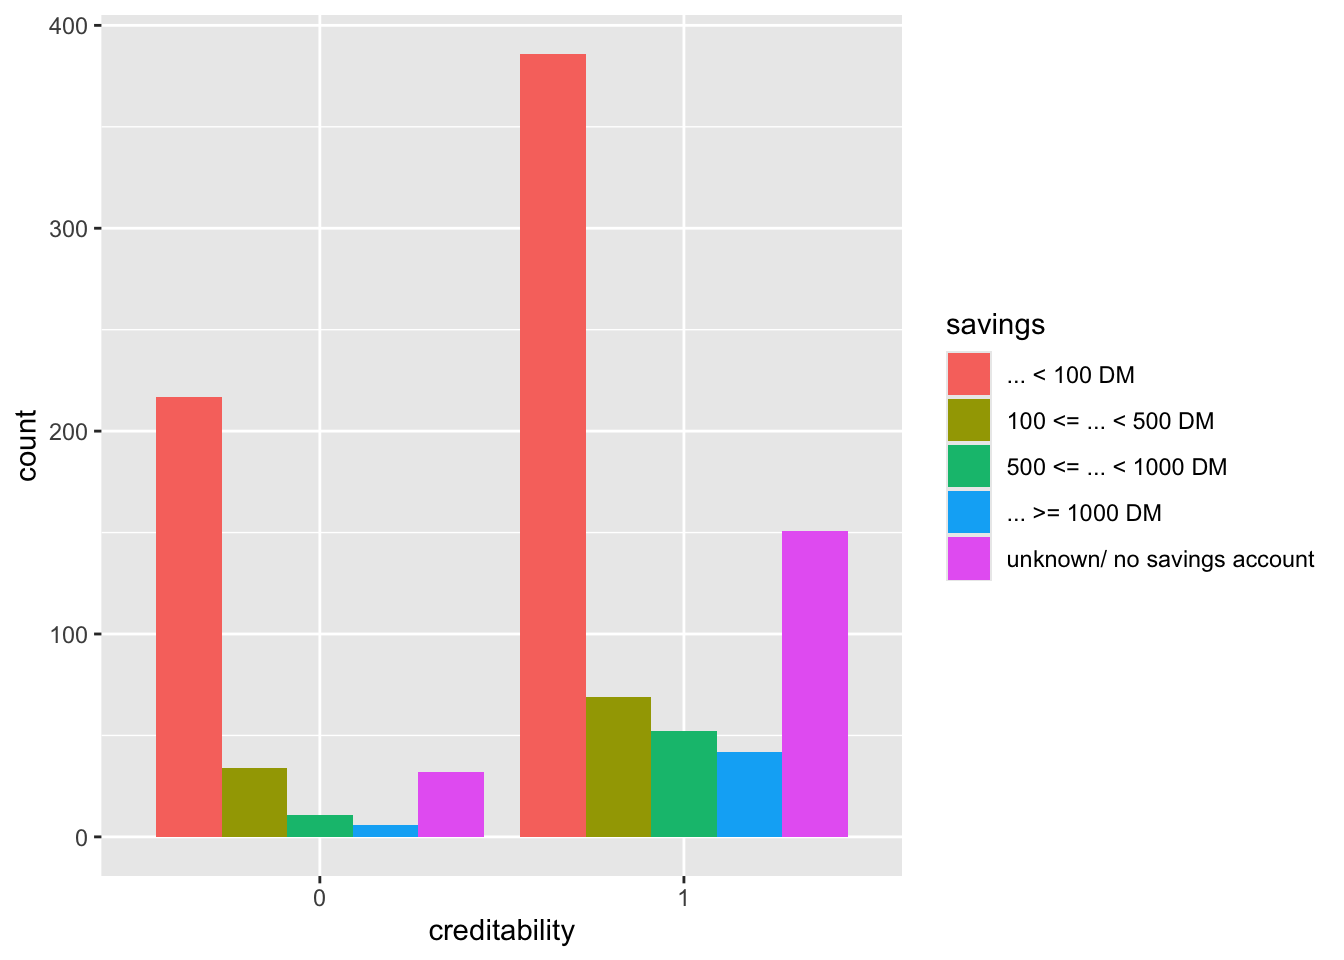 400
300
200
100
0
count
0 1
creditability
savings
... < 100 DM
100 <= ... < 500 DM
500 <= ... < 1000 DM
... >= 1000 DM
unknown/ no savings account